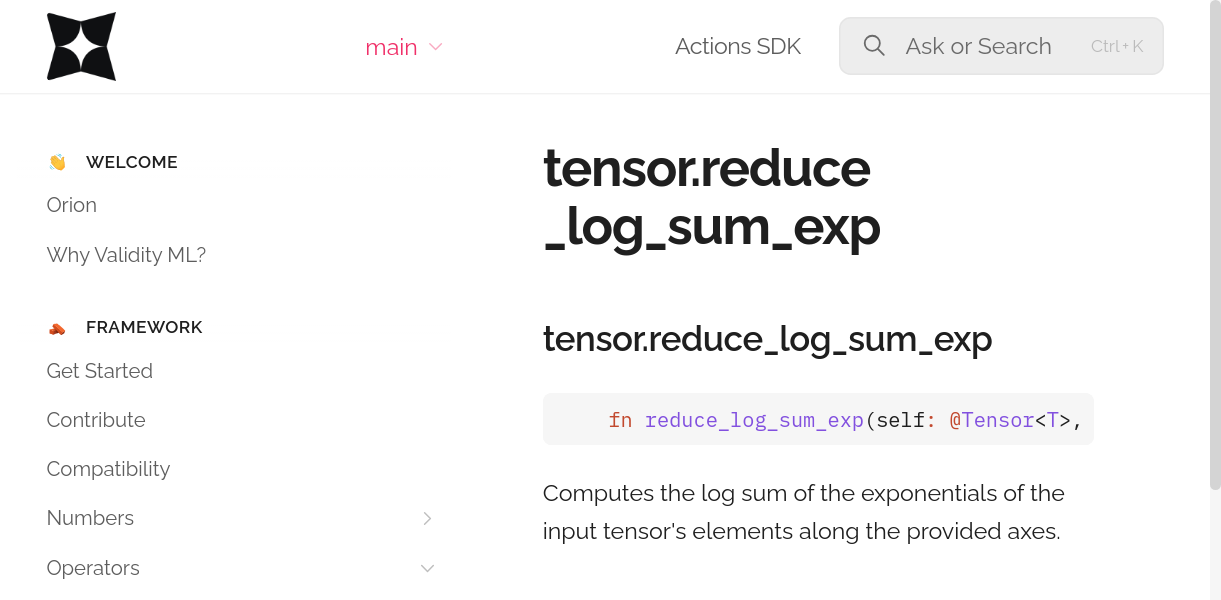 main
Actions SDK
Ask or Search
Ctrl+K
WELCOME
Orion
Why Validity ML?
FRAMEWORK
Get Started
Contribute
Compatibility
Numbers
Operators
tensor.reduce
_log_sum_exp
tensor.reduce_log_sum_exp
fn reduce_log_sum_exp(self: @Tensor<T>,
Computes the log sum of the exponentials of the
input tensor's elements along the provided axes.